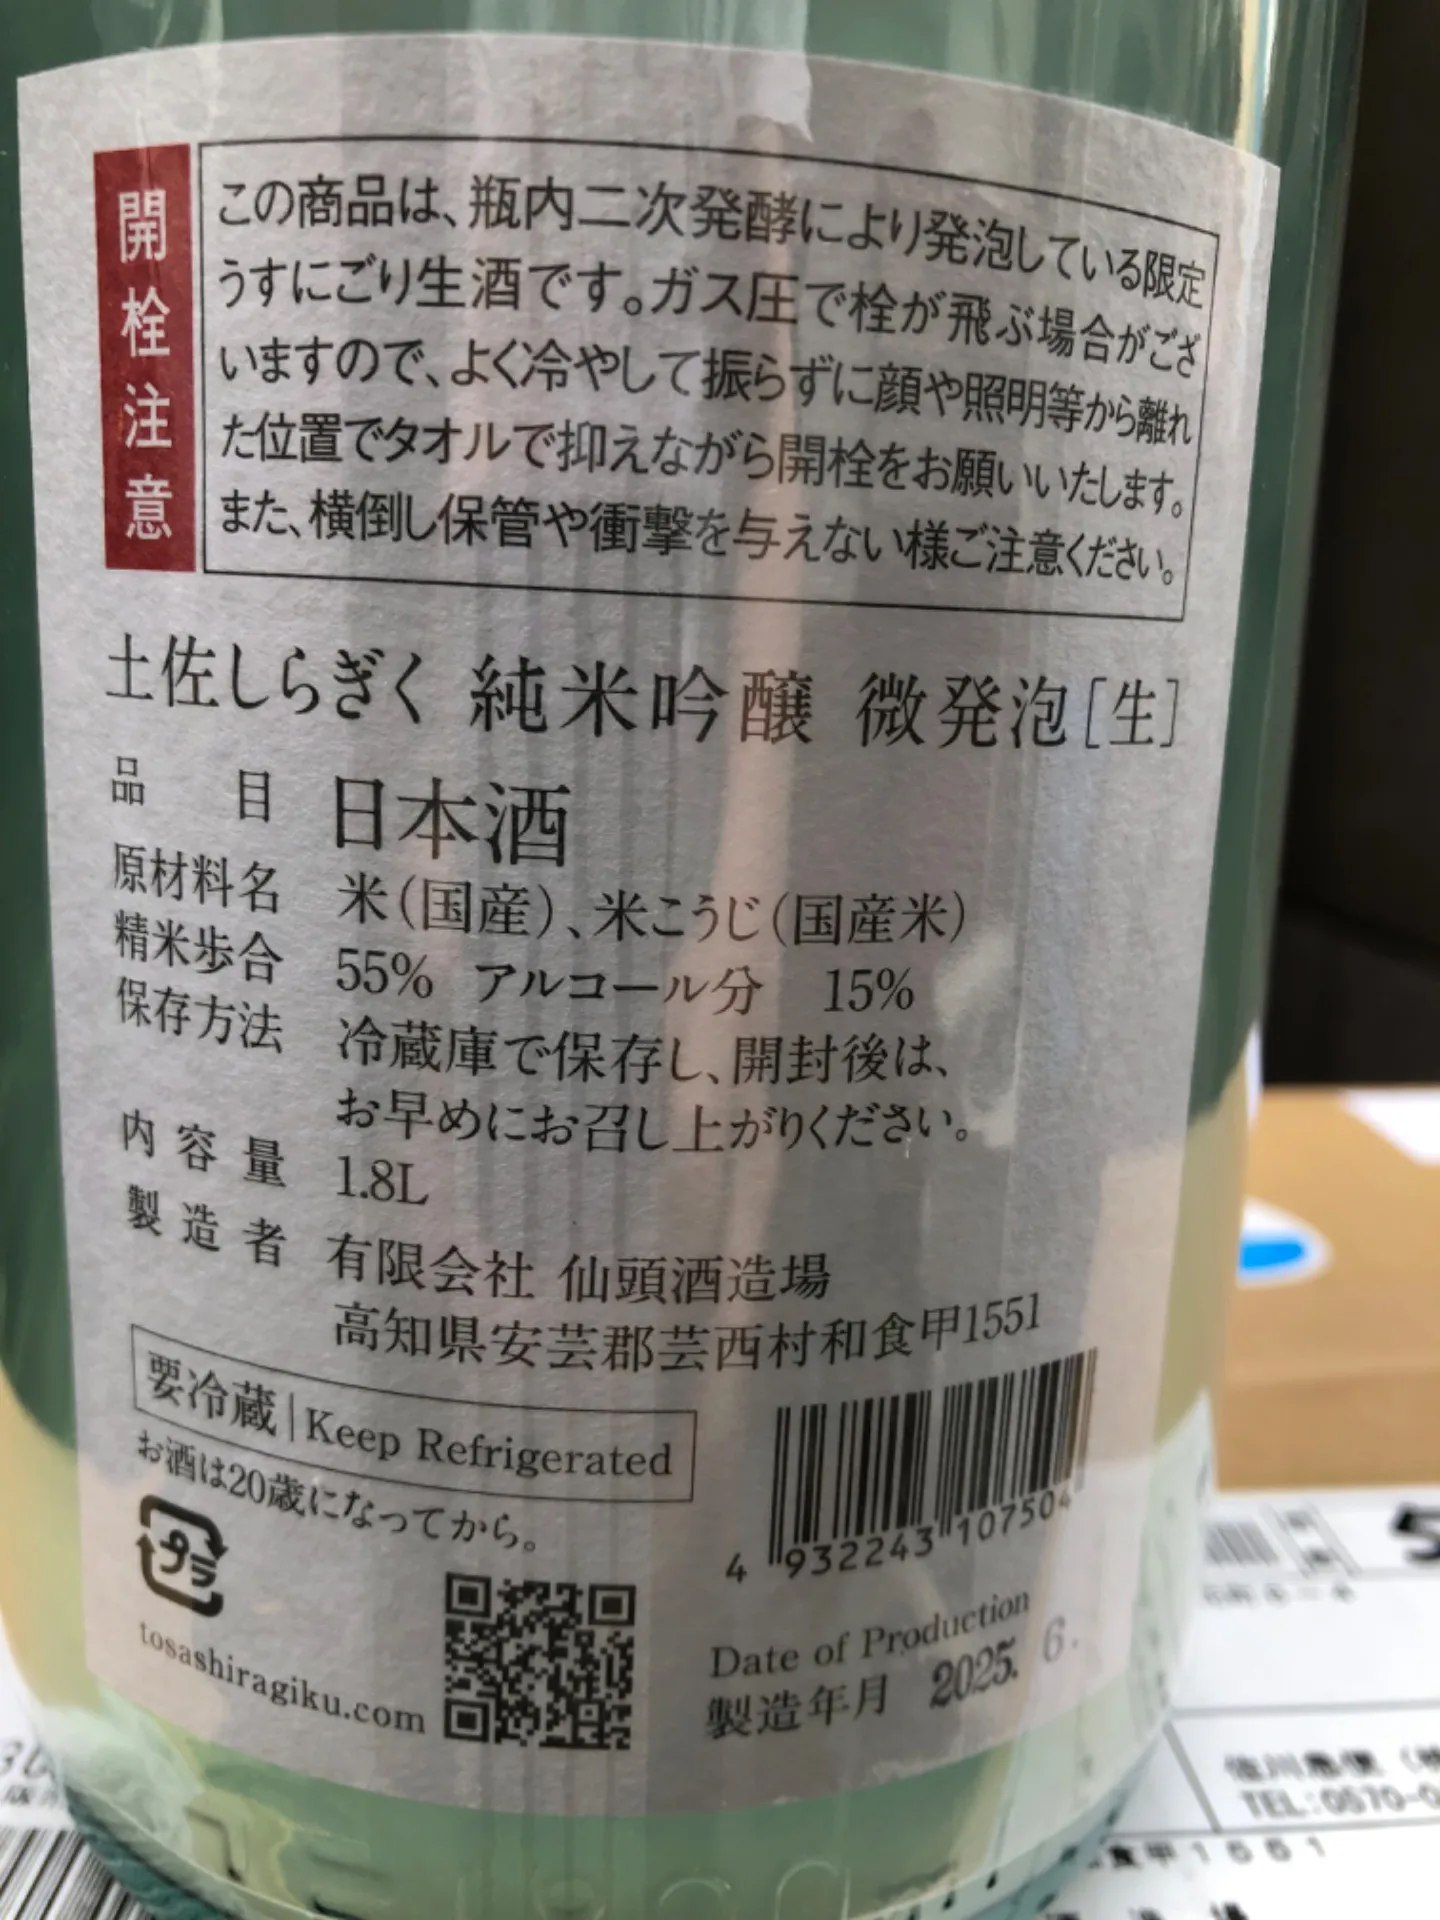 開栓注意
この商品は、瓶内二次発酵により発泡している限定
うすにごり生酒です。ガス圧で栓が飛ぶ場合がござ
いますので、よく冷やして振らずに顔や照明等から離れ
た位置でタオルで抑えながら開栓をお願いいたします。
また、横倒し保管や衝撃を与えない様ご注意ください。
土佐しらぎく 純米吟醸 微発泡[生]
品目 日本酒
原材料名 米(国産)、米こうじ(国産米)
精米歩合 55% アルコール分 15%
保存方法 冷蔵庫で保存し、開封後は、
お早めにお召し上がりください。
内容量 1.8L
製造者 有限会社 仙頭酒造場
高知県安芸郡芸西村和食甲1551
要冷蔵 | Keep Refrigerated
お酒は20歳になってから。
プラ
tosashiragiku.com
4 932243 107504
Date of Production
製造年月 2025. 6.
佐川急便
TEL:0570-0
食甲1551